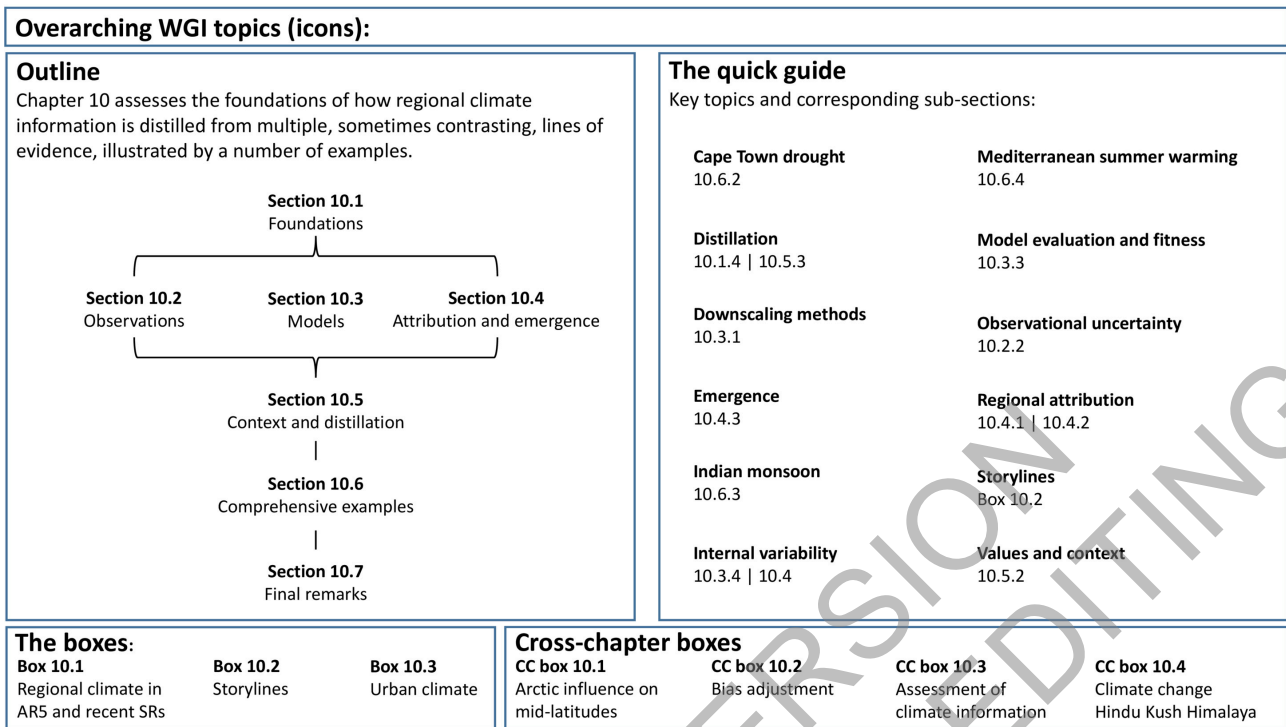 Overarching WGI topics (icons):
Outline
Chapter 10 assesses the foundations of how regional climate
information is distilled from multiple, sometimes contrasting, lines of
evidence, illustrated by a number of examples.
Section 10.1
Foundations
Section 10.2
Observations
Section 10.3
Models
Section 10.4
Attribution and emergence
Section 10.5
Context and distillation
Section 10.6
Comprehensive examples
Section 10.7
Final remarks
The quick guide
Key topics and corresponding sub-sections:
Cape Town drought
10.6.2
Distillation
10.1.4 | 10.5.3
Downscaling methods
10.3.1
Emergence
10.4.3
Indian monsoon
10.6.3
Internal variability
10.3.4 | 10.4
Mediterranean summer warming
10.6.4
Model evaluation and fitness
10.3.3
Observational uncertainty
10.2.2
Regional attribution
10.4.1 | 10.4.2
Storylines
Box 10.2
Values and context
10.5.2
The boxes:
Box 10.1
Regional climate in
AR5 and recent SRs
Box 10.2
Storylines
Box 10.3
Urban climate
Cross-chapter boxes
CC box 10.1
Arctic influence on
mid-latitudes
CC box 10.2
Bias adjustment
CC box 10.3
Assessment of
climate information
CC box 10.4
Climate change
Hindu Kush Himalaya